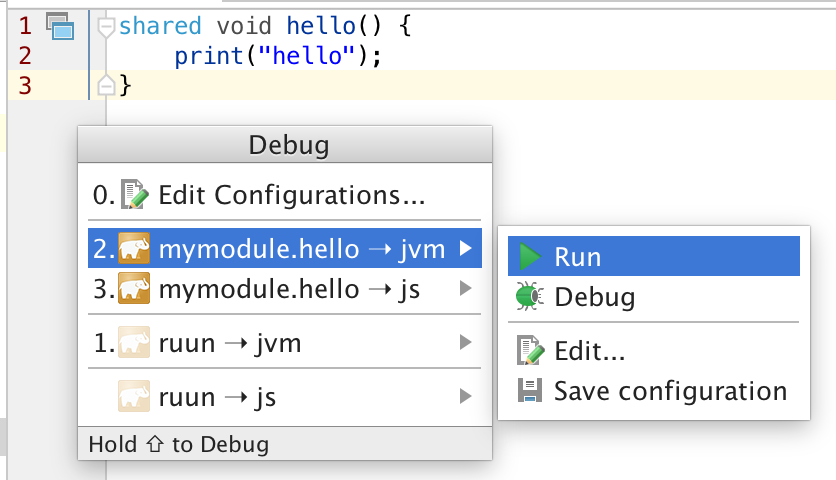 1 shared void hello() {
2 print("hello");
3 }
Debug
0. Edit Configurations...
2. mymodule.hello → jvm
3. mymodule.hello → js
1. ruun → jvm
ruun → js
Hold ⇧ to Debug
Run
Debug
Edit...
Save configuration